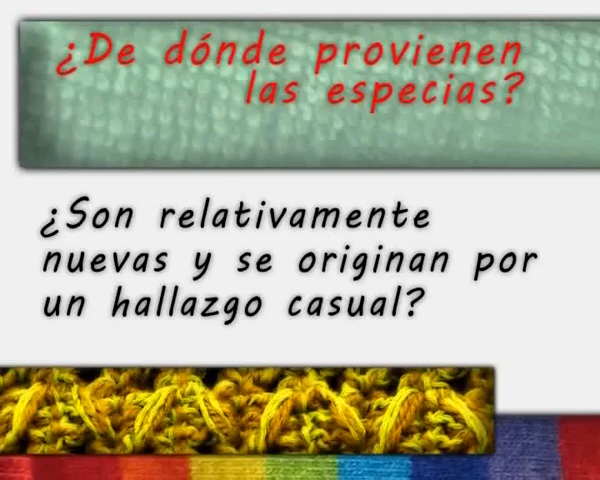 ¿De dónde provienen
las especias?
¿Son relativamente
nuevas y se originan por
un hallazgo casual?